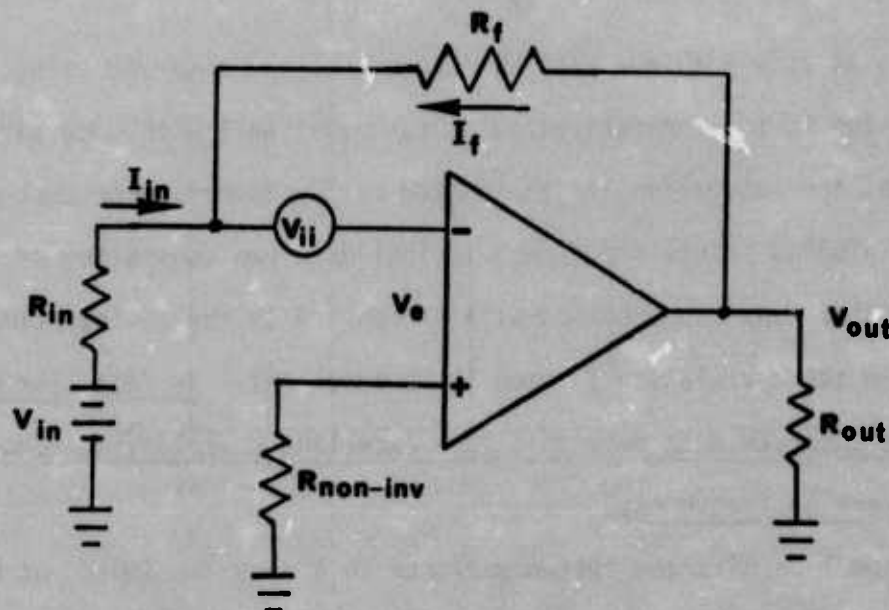 Rf
If
Iin
Vii
−
Rin
Ve
Vout
+
Vin
Rout
Rnon-inv